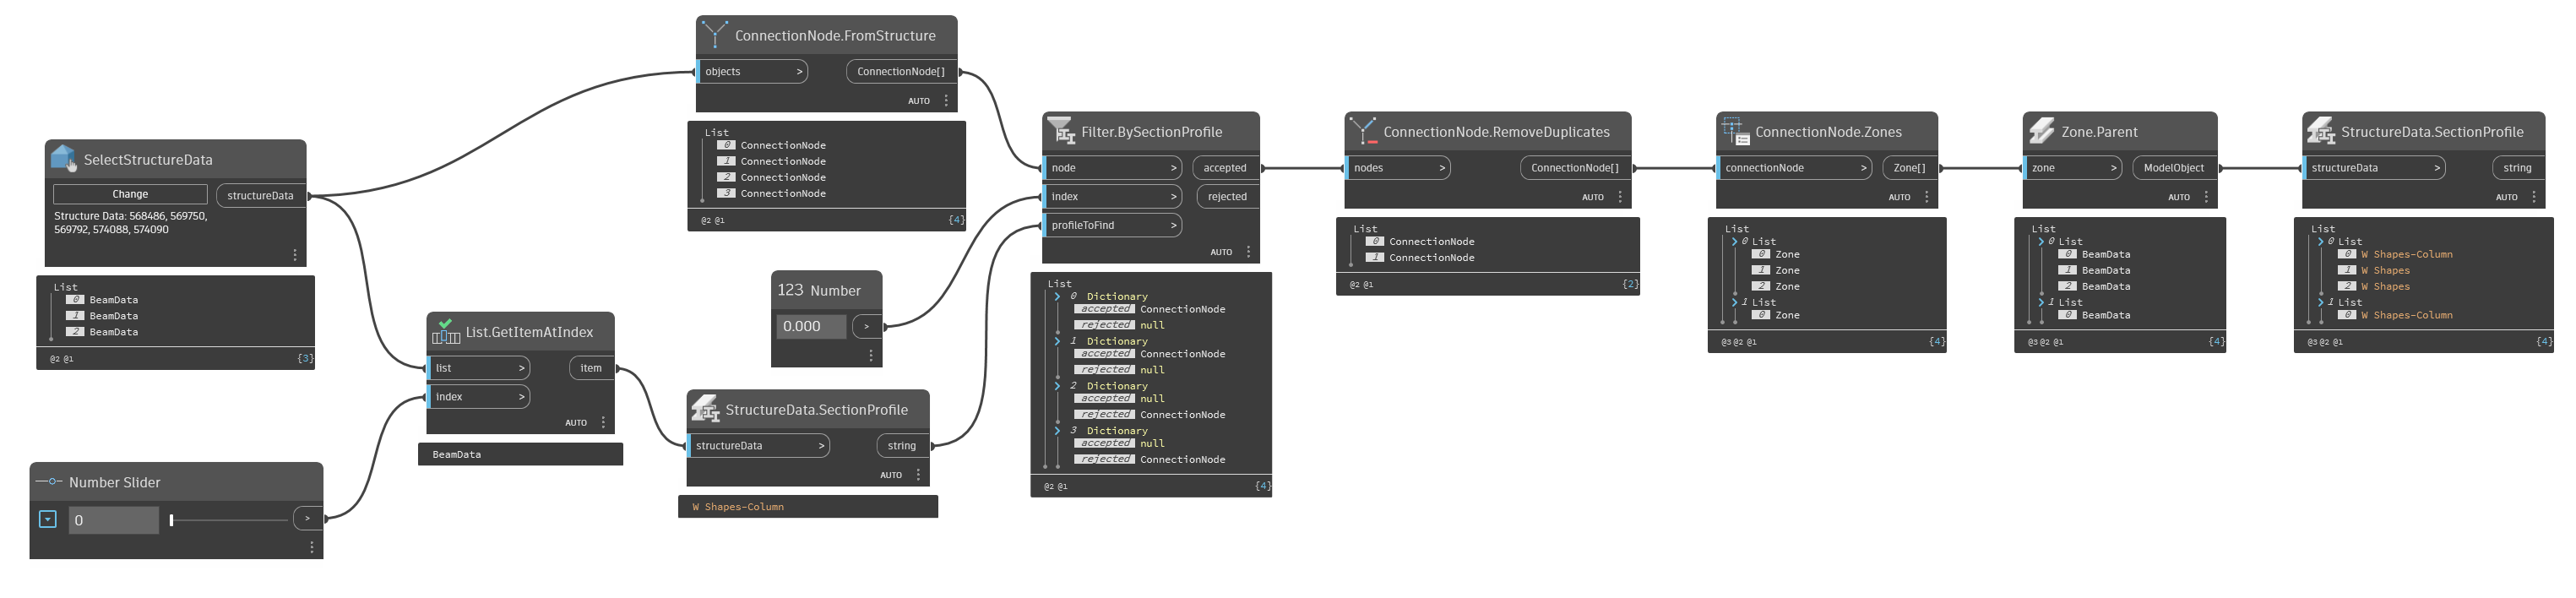 SelectStructureData
Change
structureData
Structure Data: 568486, 569750,
569792, 574088, 574090
List
0 BeamData
1 BeamData
2 BeamData
@2 @1 {3}
Number Slider
0
>
List.GetItemAtIndex
list > item
index >
AUTO
BeamData
ConnectionNode.FromStructure
objects > ConnectionNode[]
AUTO
List
0 ConnectionNode
1 ConnectionNode
2 ConnectionNode
3 ConnectionNode
@2 @1 {4}
123 Number
0.000 >
StructureData.SectionProfile
structureData > string
AUTO
W Shapes-Column
Filter.BySectionProfile
node > accepted
index > rejected
profileToFind >
AUTO
List
0 Dictionary
accepted ConnectionNode
rejected null
1 Dictionary
accepted ConnectionNode
rejected null
2 Dictionary
accepted null
rejected ConnectionNode
3 Dictionary
accepted null
rejected ConnectionNode
@2 @1 {4}
ConnectionNode.RemoveDuplicates
nodes > ConnectionNode[]
AUTO
List
0 ConnectionNode
1 ConnectionNode
@2 @1 {2}
ConnectionNode.Zones
connectionNode > Zone[]
AUTO
List
0 List
0 Zone
1 Zone
2 Zone
1 List
0 Zone
@3 @2 @1 {4}
Zone.Parent
zone > ModelObject
AUTO
List
0 List
0 BeamData
1 BeamData
2 BeamData
1 List
0 BeamData
@3 @2 @1 {4}
StructureData.SectionProfile
structureData > string
AUTO
List
0 List
0 W Shapes-Column
1 W Shapes
2 W Shapes
1 List
0 W Shapes-Column
@3 @2 @1 {4}